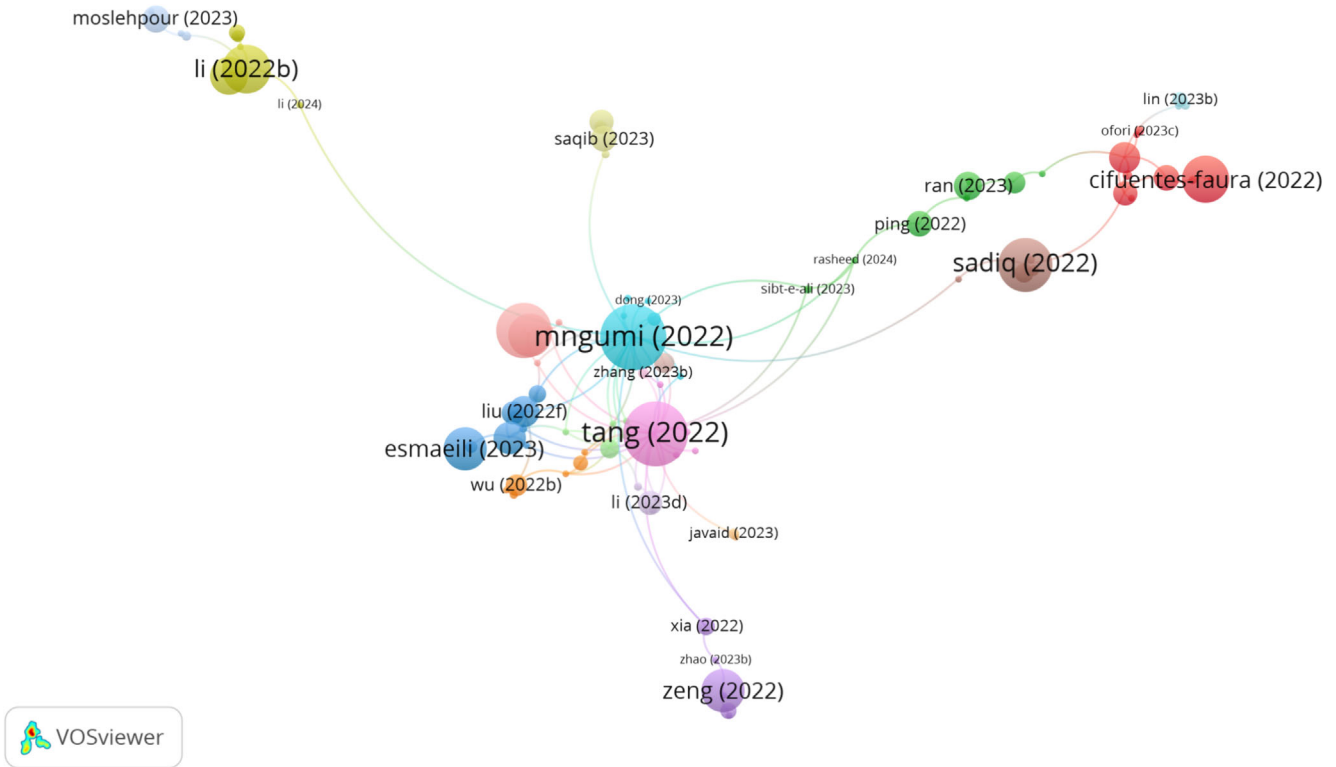 moslehpour (2023)
li (2022b)
li (2024)
saqib (2023)
lin (2023b)
ofori (2023c)
cifuentes-faura (2022)
ran (2023)
ping (2022)
rasheed (2024)
sadiq (2022)
sibt-e-ali (2023)
dong (2023)
mngumi (2022)
zhang (2023b)
liu (2022f)
tang (2022)
esmaeili (2023)
wu (2022b)
li (2023d)
javaid (2023)
xia (2022)
zhao (2023b)
zeng (2022)
VOSviewer